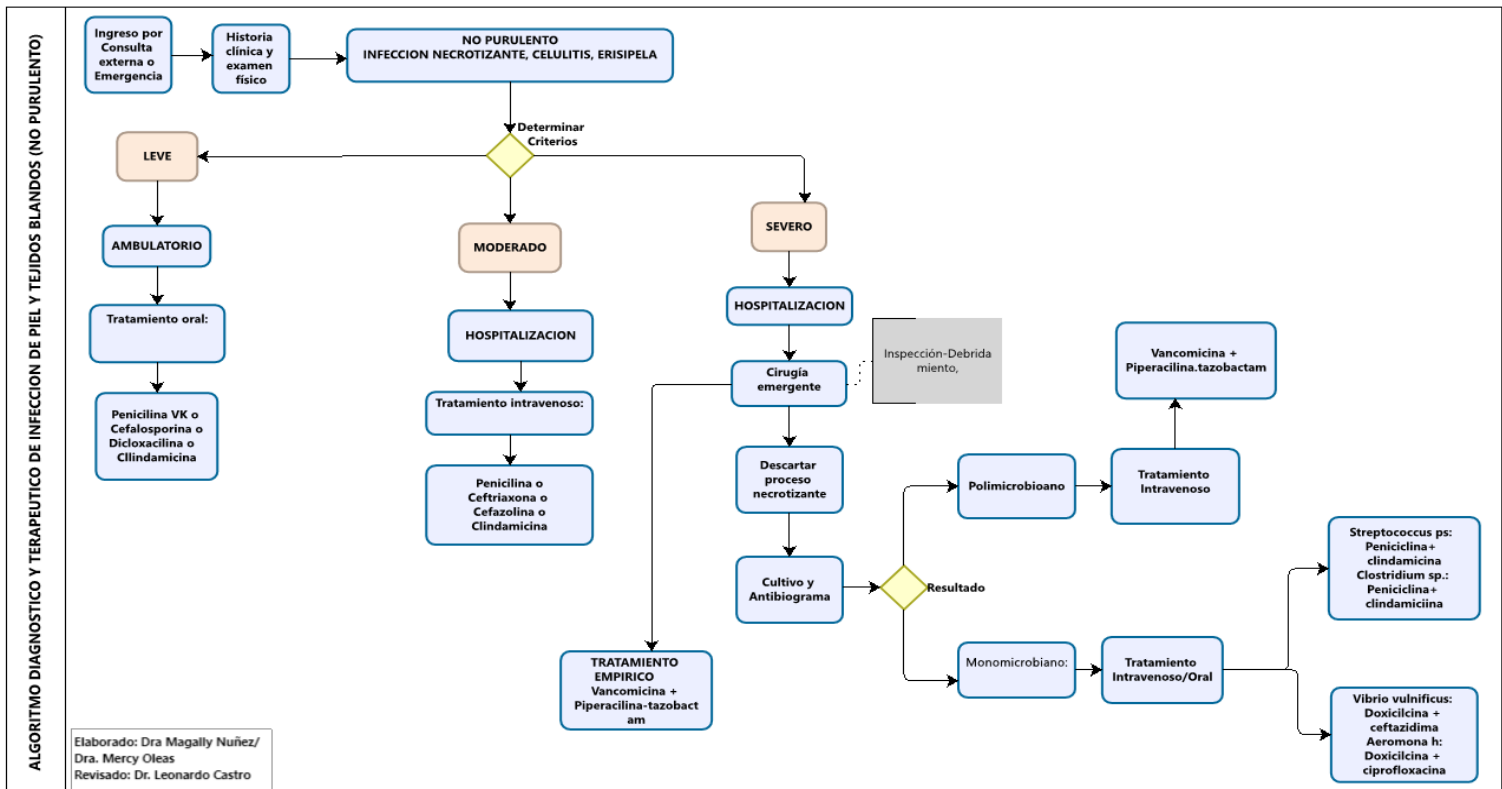 ALGORITMO DIAGNOSTICO Y TERAPEUTICO DE INFECCION DE PIEL Y TEJIDOS BLANDOS (NO PURULENTO)
Ingreso por
Consulta
externa o
Emergencia
Historia
clínica y
examen
físico
NO PURULENTO
INFECCION NECROTIZANTE, CELULITIS, ERISIPELA
Determinar
Criterios
LEVE
AMBULATORIO
Tratamiento oral:
Penicilina VK o
Cefalosporina o
Dicloxacilina o
Cllindamicina
MODERADO
HOSPITALIZACION
Tratamiento intravenoso:
Penicilina o
Ceftriaxona o
Cefazolina o
Clindamicina
SEVERO
HOSPITALIZACION
Cirugía
emergente
Inspección-Debrida
miento,
Descartar
proceso
necrotizante
Cultivo y
Antibiograma
TRATAMIENTO
EMPIRICO
Vancomicina +
Piperacilina-tazobact
am
Resultado
Polimicrobioano
Tratamiento
Intravenoso
Vancomicina +
Piperacilina.tazobactam
Monomicrobiano:
Tratamiento
Intravenoso/Oral
Streptococcus ps:
Peniciclina+
clindamicina
Clostridium sp.:
Peniciclina+
clindamiciina
Vibrio vulnificus:
Doxicilcina +
ceftazidima
Aeromona h:
Doxicilcina +
ciprofloxacina
Elaborado: Dra Magally Nuñez/
Dra. Mercy Oleas
Revisado: Dr. Leonardo Castro